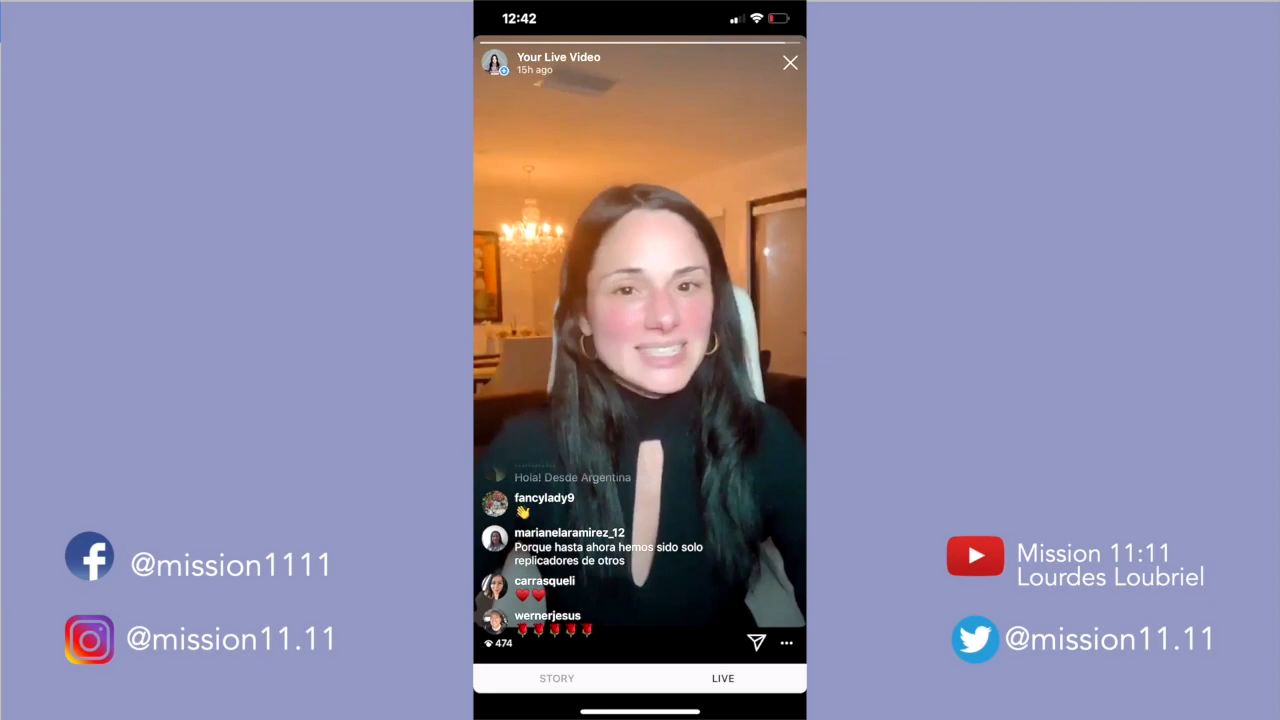 12:42
Your Live Video
15h ago
Hola! Desde Argentina
fancylady9
marianelaramirez_12
Porque hasta ahora hemos sido solo
replicadores de otros
carrasqueli
wernerjesus
474
STORY
LIVE
@mission1111
@mission11.11
Mission 11:11
Lourdes Loubriel
@mission11.11